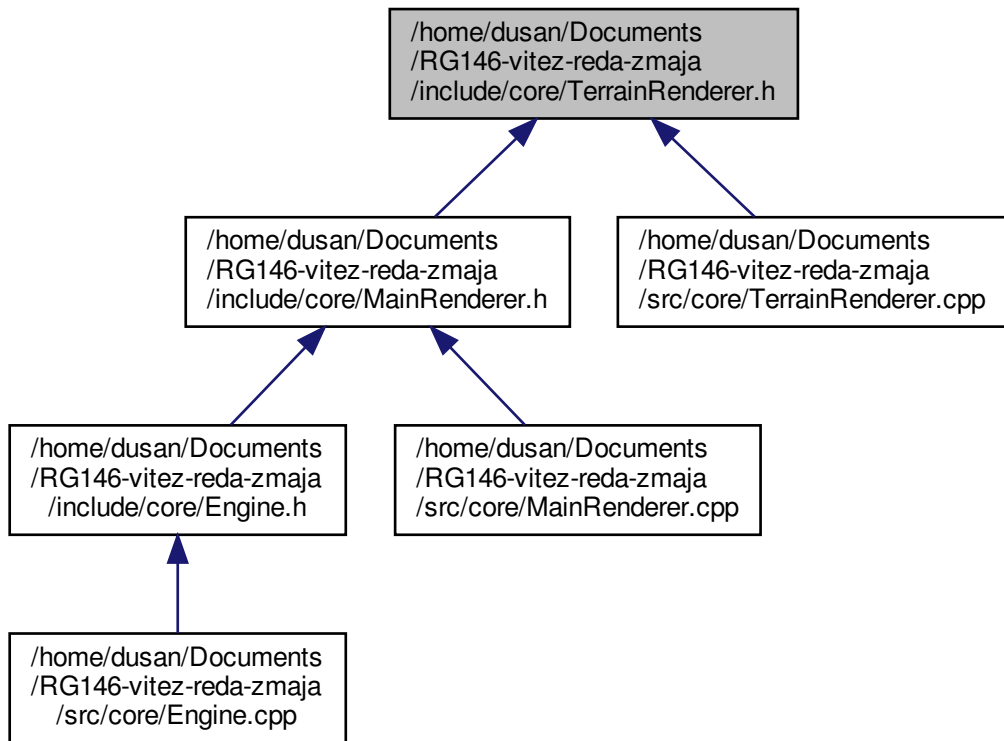 /home/dusan/Documents
/RG146-vitez-reda-zmaja
/include/core/TerrainRenderer.h
/home/dusan/Documents
/RG146-vitez-reda-zmaja
/include/core/MainRenderer.h
/home/dusan/Documents
/RG146-vitez-reda-zmaja
/src/core/TerrainRenderer.cpp
/home/dusan/Documents
/RG146-vitez-reda-zmaja
/include/core/Engine.h
/home/dusan/Documents
/RG146-vitez-reda-zmaja
/src/core/MainRenderer.cpp
/home/dusan/Documents
/RG146-vitez-reda-zmaja
/src/core/Engine.cpp